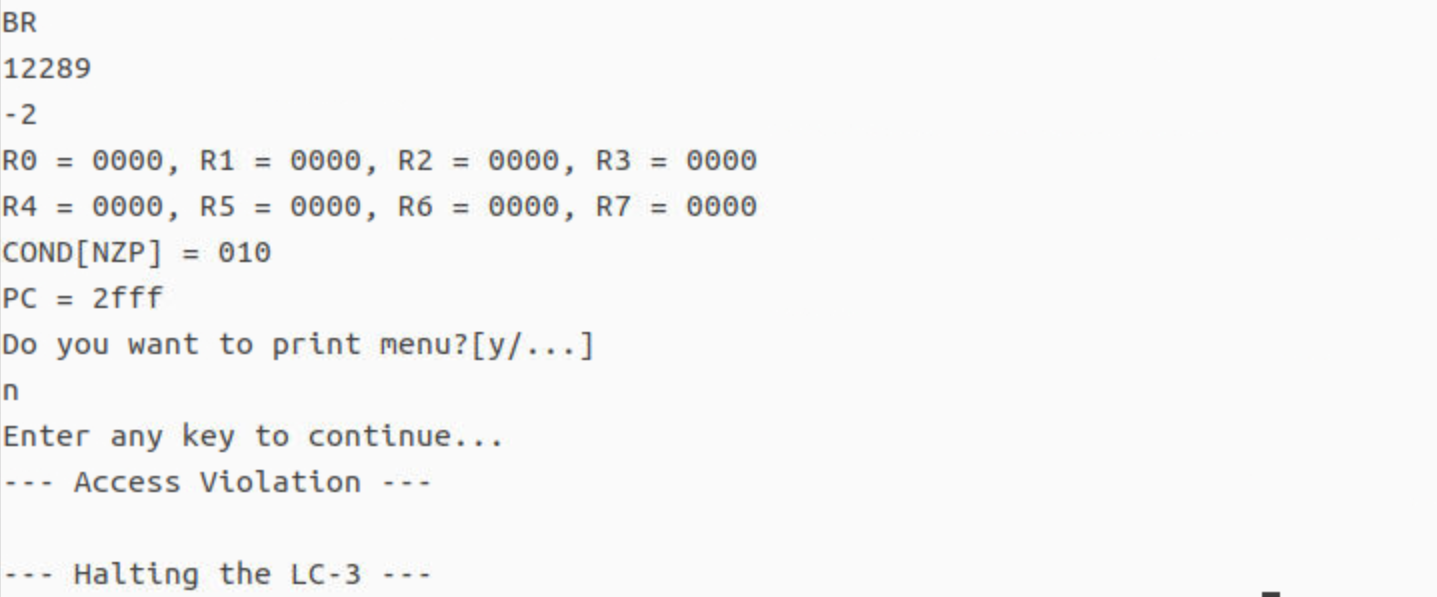 BR
12289
-2
R0 = 0000, R1 = 0000, R2 = 0000, R3 = 0000
R4 = 0000, R5 = 0000, R6 = 0000, R7 = 0000
COND[NZP] = 010
PC = 2fff
Do you want to print menu?[y/...]
n
Enter any key to continue...
--- Access Violation ---
--- Halting the LC-3 ---